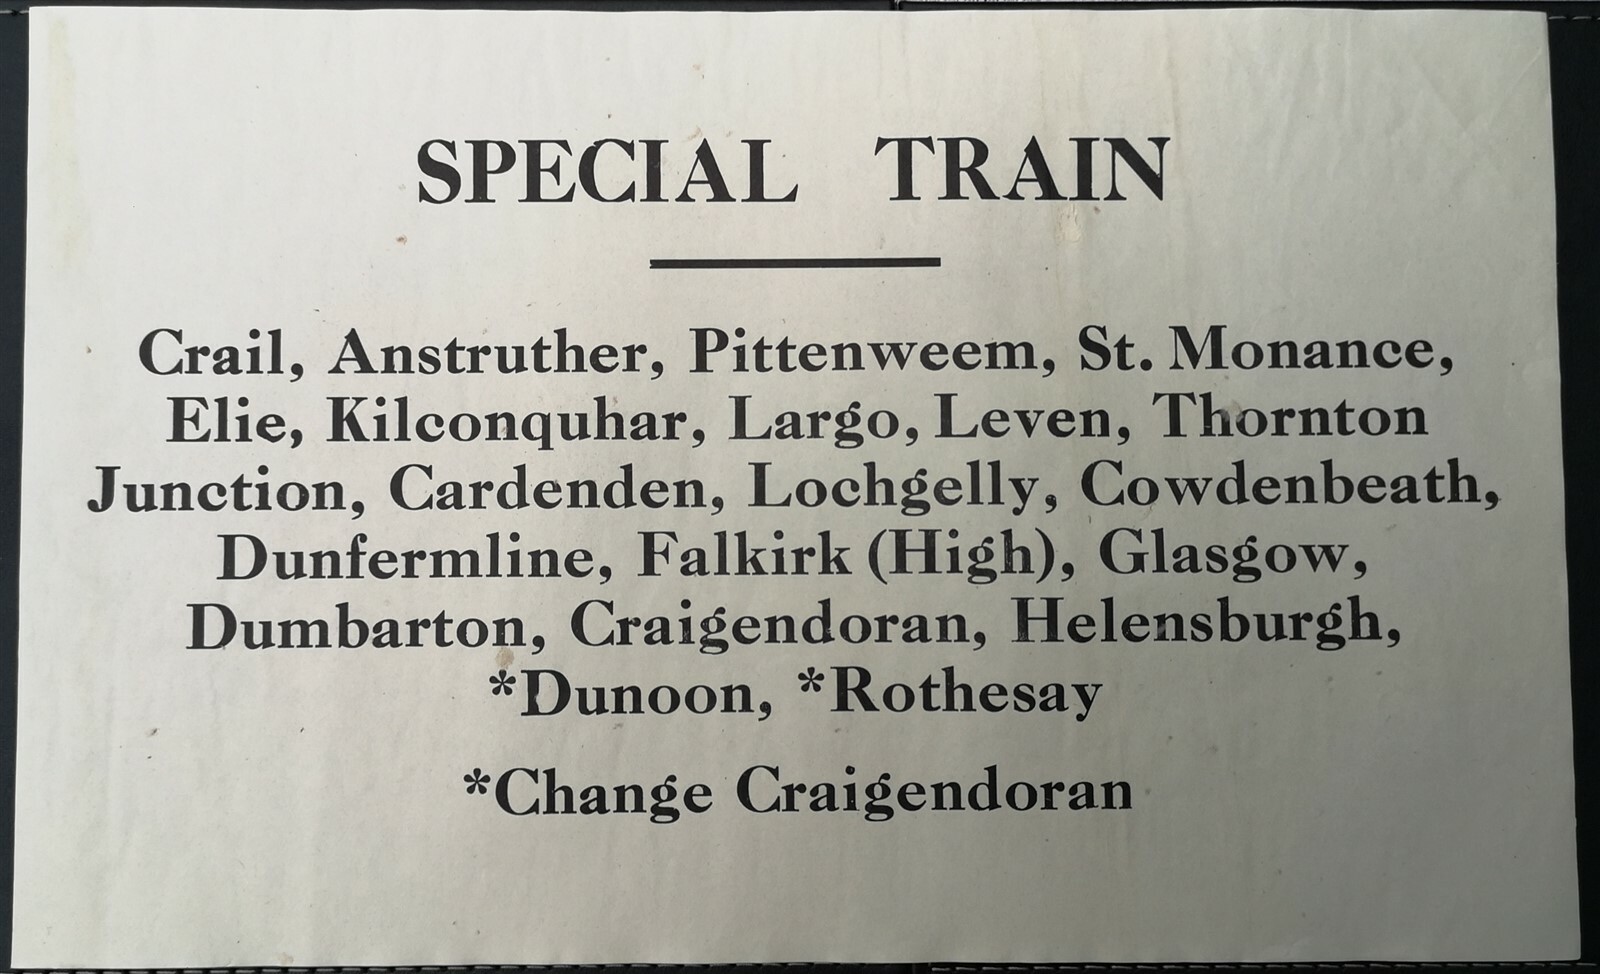 SPECIAL TRAIN
Crail, Anstruther, Pittenweem, St. Monance,
Elie, Kilconquhar, Largo, Leven, Thornton
Junction, Cardenden, Lochgelly, Cowdenbeath,
Dunfermline, Falkirk (High), Glasgow,
Dumbarton, Craigendoran, Helensburgh,
*Dunoon, *Rothesay
*Change Craigendoran